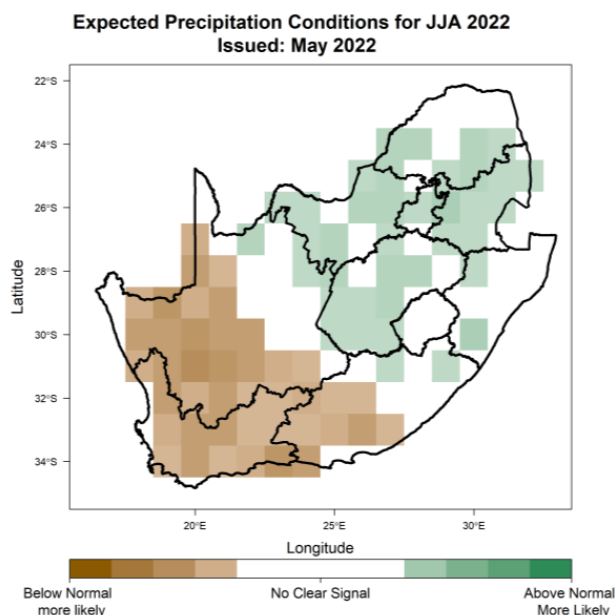 Expected Precipitation Conditions for JJA 2022
Issued: May 2022
22°S
24°S
26°S
28°S
30°S
32°S
34°S
Latitude
20°E 25°E 30°E
Longitude
Below Normal
more likely
No Clear Signal
Above Normal
More Likely